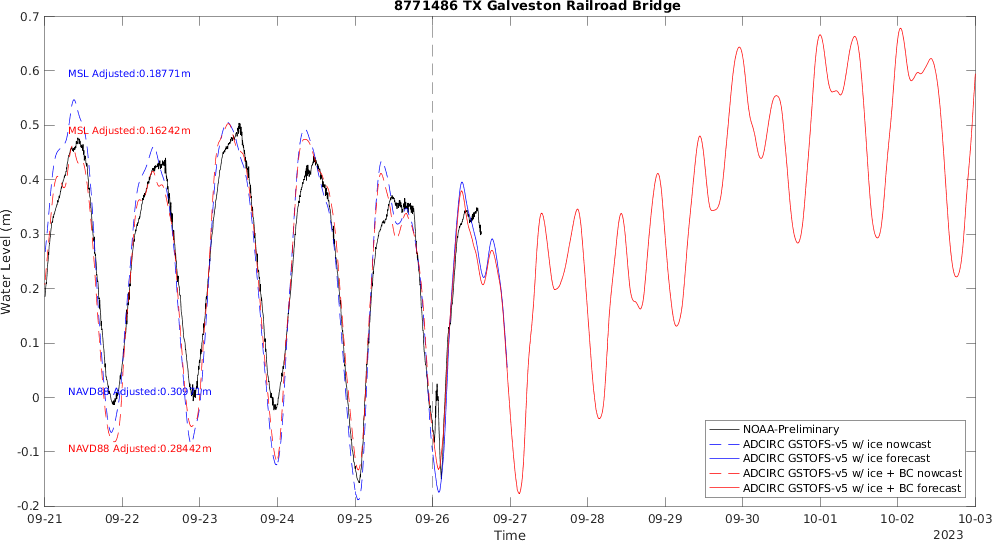 8771486 TX Galveston Railroad Bridge
0.7
0.6
0.5
0.4
0.3
0.2
0.1
0
-0.1
-0.2
Water Level (m)
MSL Adjusted:0.18771m
MSL Adjusted:0.16242m
NAVD88 Adjusted:
NAVD88 Adjusted:0.28442m
NOAA-Preliminary
ADCIRC GSTOFS-v5 w/ ice nowcast
ADCIRC GSTOFS-v5 w/ ice forecast
ADCIRC GSTOFS-v5 w/ ice + BC nowcast
ADCIRC GSTOFS-v5 w/ ice + BC forecast
09-21 09-22 09-23 09-24 09-25 09-26 09-27 09-28 09-29 09-30 10-01 10-02 10-03
Time
2023